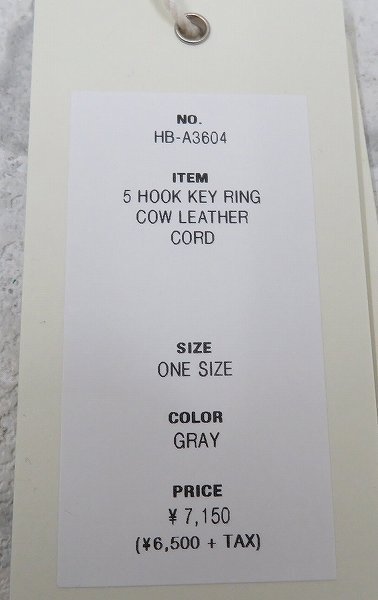 NO.
HB-A3604
ITEM
5 HOOK KEY RING
COW LEATHER
CORD
SIZE
ONE SIZE
COLOR
GRAY
PRICE
¥ 7,150
(¥6,500 + TAX)